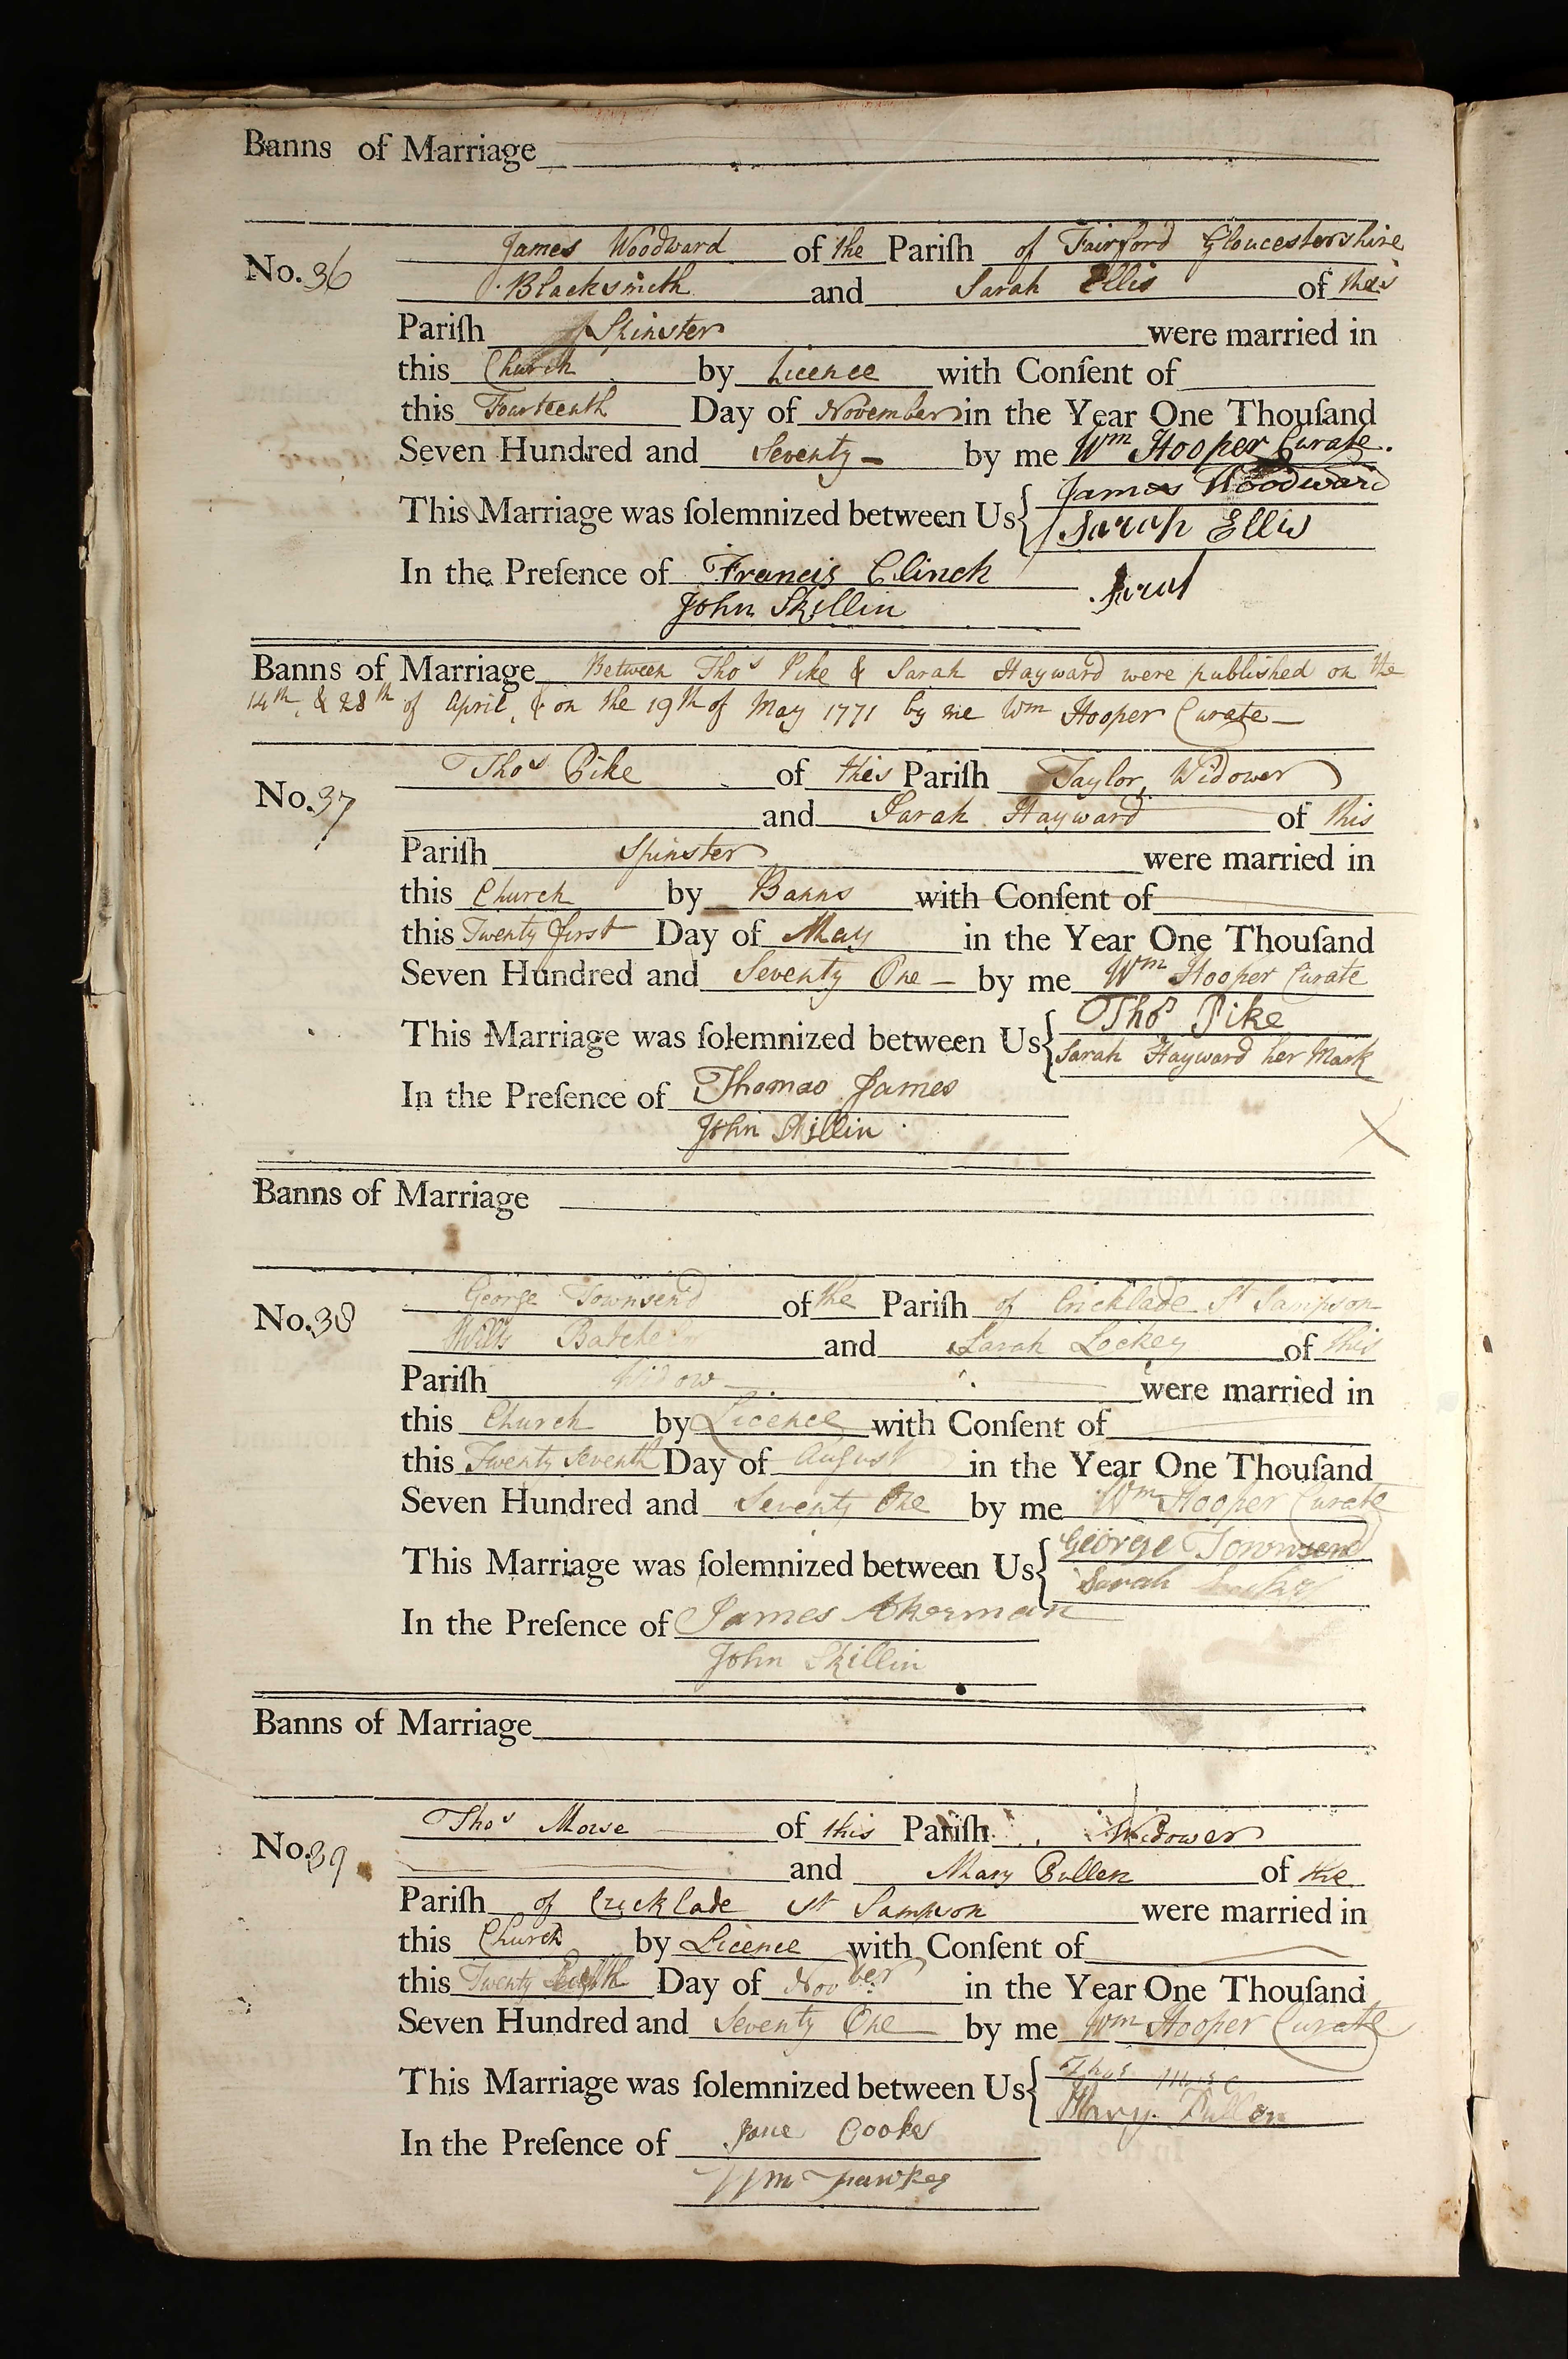 Banns of Marriage
No. 36 James Woodward of the Pariſh of Fairford Gloucestershire
Blacksmith and Sarah Ellis of this
Pariſh Spinster were married in
this Church by Licence with Conſent of
this Fourteenth Day of November in the Year One Thouſand
Seven Hundred and Seventy by me Wm Hooper Curate.
This Marriage was ſolemnized between Us { James Woodward
Sarah Ellis
In the Preſence of Francis Clinch
John Skillin
Banns of Marriage Between Thos Pike & Sarah Hayward were published on the
14th, & 28th of April, & on the 19th of May 1771 by me Wm Hooper Curate
No. 37 Thos Pike of this Pariſh Taylor, Widower
and Sarah Hayward of this
Pariſh Spinster were married in
this Church by Banns with Conſent of
this Twenty first Day of May in the Year One Thouſand
Seven Hundred and Seventy One by me Wm Hooper Curate
This Marriage was ſolemnized between Us { Thos Pike
Sarah Hayward her Mark
In the Preſence of Thomas James
John Skillin X
Banns of Marriage
No. 38 George Townsend of the Pariſh of Cricklade St Sampson
Wilts and Sarah Lockey of this
Pariſh Widow were married in
this Church by Licence with Conſent of
this Twenty Seventh Day of August in the Year One Thouſand
Seven Hundred and Seventy One by me Wm Hooper Curate
This Marriage was ſolemnized between Us { George Townsend
Sarah
In the Preſence of James Akerman
John Skillin
Banns of Marriage
No. 39 Thos Morse of this Pariſh Widower
and Mary Pullen of the
Pariſh of Cricklade St Sampson were married in
this Church by Licence with Conſent of
this Twenty Day of Novber in the Year One Thouſand
Seven Hundred and Seventy One by me Wm Hooper Curate
This Marriage was ſolemnized between Us { Thos Morse
Mary Pullen
In the Preſence of Jane Cooke
Wm